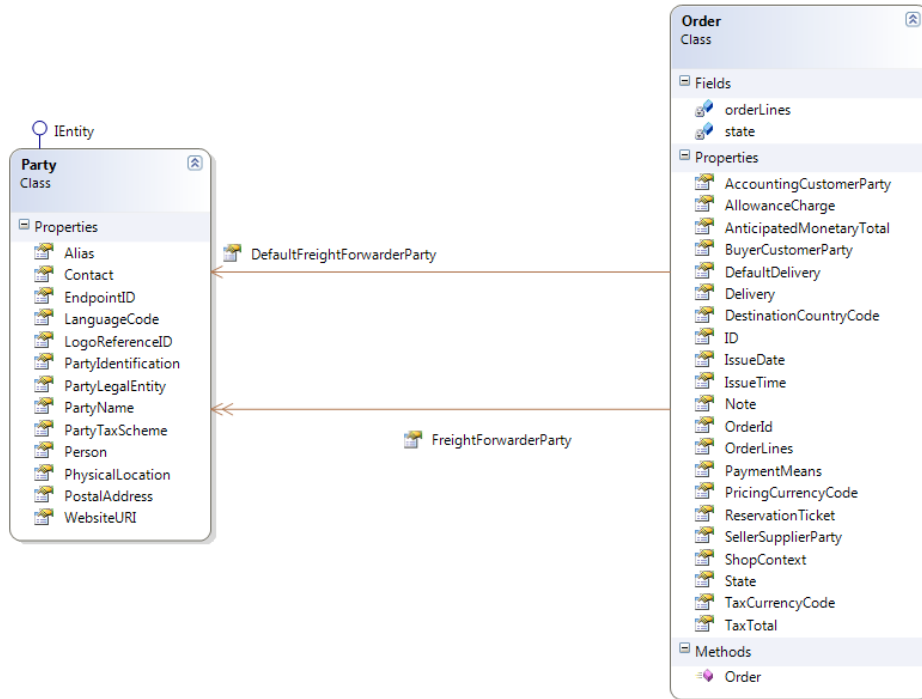 IEntity
Party
Class
Properties
Alias
Contact
EndpointID
LanguageCode
LogoReferenceID
PartyIdentification
PartyLegalEntity
PartyName
PartyTaxScheme
Person
PhysicalLocation
PostalAddress
WebsiteURI
DefaultFreightForwarderParty
FreightForwarderParty
Order
Class
Fields
orderLines
state
Properties
AccountingCustomerParty
AllowanceCharge
AnticipatedMonetaryTotal
BuyerCustomerParty
DefaultDelivery
Delivery
DestinationCountryCode
ID
IssueDate
IssueTime
Note
OrderId
OrderLines
PaymentMeans
PricingCurrencyCode
ReservationTicket
SellerSupplierParty
ShopContext
State
TaxCurrencyCode
TaxTotal
Methods
Order